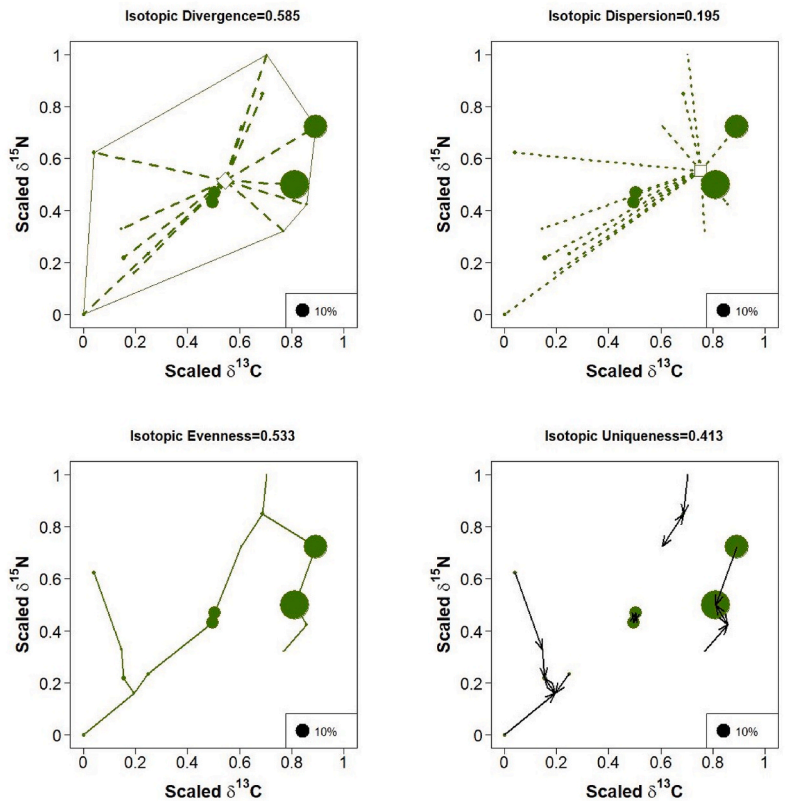 Isotopic Divergence=0.585
Scaled δ15N
1
0.8
0.6
0.4
0.2
0
10%
0 0.2 0.4 0.6 0.8 1
Scaled δ13C
Isotopic Dispersion=0.195
Scaled δ15N
1
0.8
0.6
0.4
0.2
0
10%
0 0.2 0.4 0.6 0.8 1
Scaled δ13C
Isotopic Evenness=0.533
Scaled δ15N
1
0.8
0.6
0.4
0.2
0
10%
0 0.2 0.4 0.6 0.8 1
Scaled δ13C
Isotopic Uniqueness=0.413
Scaled δ15N
1
0.8
0.6
0.4
0.2
0
10%
0 0.2 0.4 0.6 0.8 1
Scaled δ13C